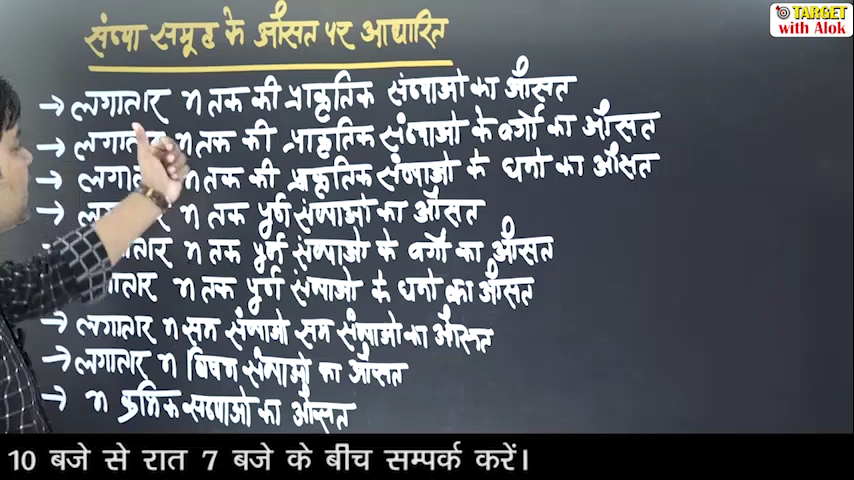 TARGET
with Alok
संख्या समूह के औसत पर आधारित
→ लगातार n तक की प्राकृतिक संख्याओ का औसत
→ लगातार n तक की प्राकृतिक संख्याओ के वर्गो का औसत
→ लगातार n तक की प्राकृतिक संख्याओ के घनो का औसत
→ n तक पूर्ण संख्याओ का औसत
n तक पूर्ण संख्याओ के वर्गो का औसत
n तक पूर्ण संख्याओ के घनो का औसत
→ लगातार n सम संख्याओ सम संख्याओ का औसत
→ लगातार n विषम संख्याओ का औसत
→ n क्रमिक संख्याओ का औसत
10 बजे से रात 7 बजे के बीच सम्पर्क करें।